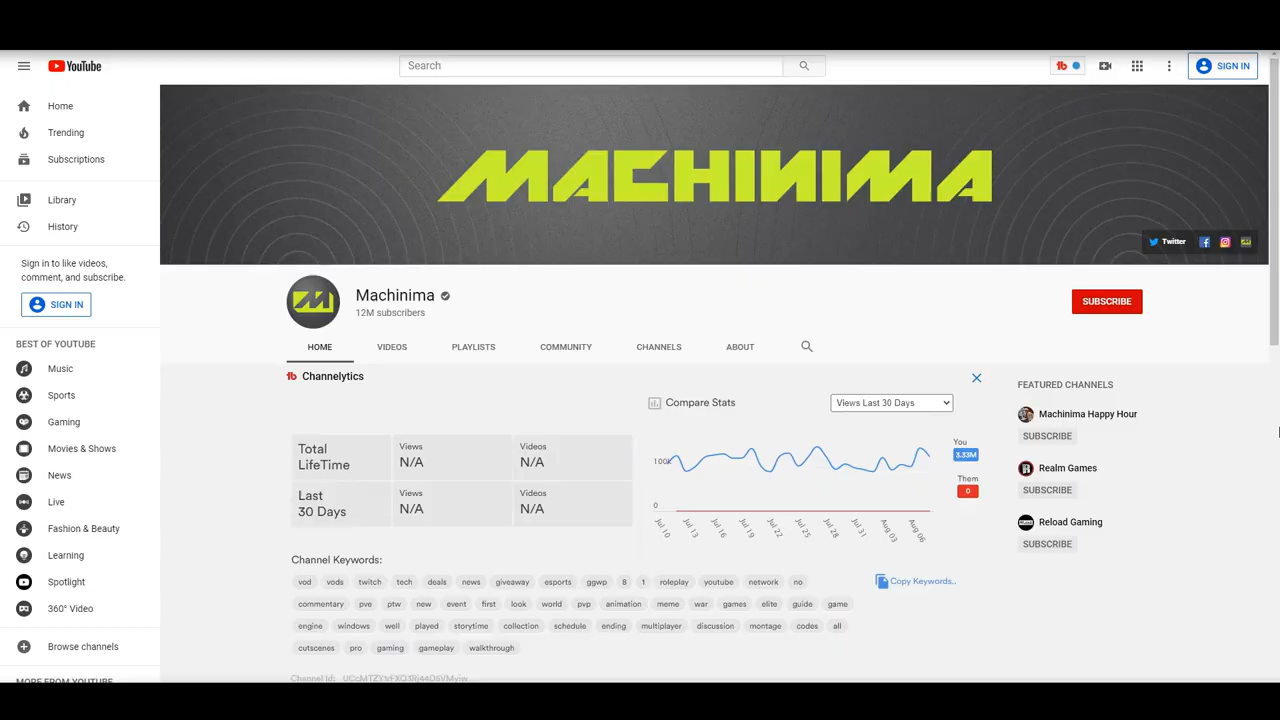 YouTube
Search
SIGN IN
Home
Trending
Subscriptions
Library
History
Sign in to like videos,
comment, and subscribe.
SIGN IN
BEST OF YOUTUBE
Music
Sports
Gaming
Movies & Shows
News
Live
Fashion & Beauty
Learning
Spotlight
360° Video
Browse channels
MORE FROM YOUTUBE
MACHINIMA
Twitter
Machinima
12M subscribers
SUBSCRIBE
HOME VIDEOS PLAYLISTS COMMUNITY CHANNELS ABOUT
Channelytics
Total
LifeTime
Views
N/A
Videos
N/A
Last
30 Days
Views
N/A
Videos
N/A
Compare Stats
Views Last 30 Days
100k
0
Jul 10 Jul 13 Jul 16 Jul 19 Jul 22 Jul 25 Jul 28 Jul 31 Aug 03 Aug 06
You
3.33M
Them
0
Channel Keywords:
Copy Keywords..
vod vods twitch tech deals news giveaway esports ggwp 8 1 roleplay youtube network no
commentary pve ptw new event first look world pvp animation meme war games elite guide game
engine windows well played storytime collection schedule ending multiplayer discussion montage codes all
cutscenes pro gaming gameplay walkthrough
Channel Id:
FEATURED CHANNELS
Machinima Happy Hour
SUBSCRIBE
Realm Games
SUBSCRIBE
Reload Gaming
SUBSCRIBE